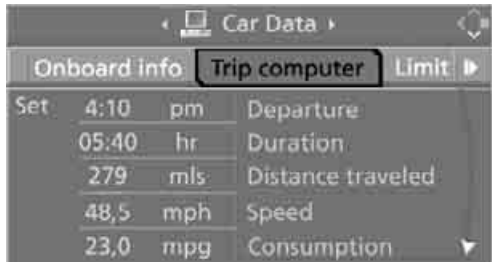 Car Data
Onboard info Trip computer Limit
Set 4:10 pm Departure
05:40 hr Duration
279 mls Distance traveled
48,5 mph Speed
23,0 mpg Consumption